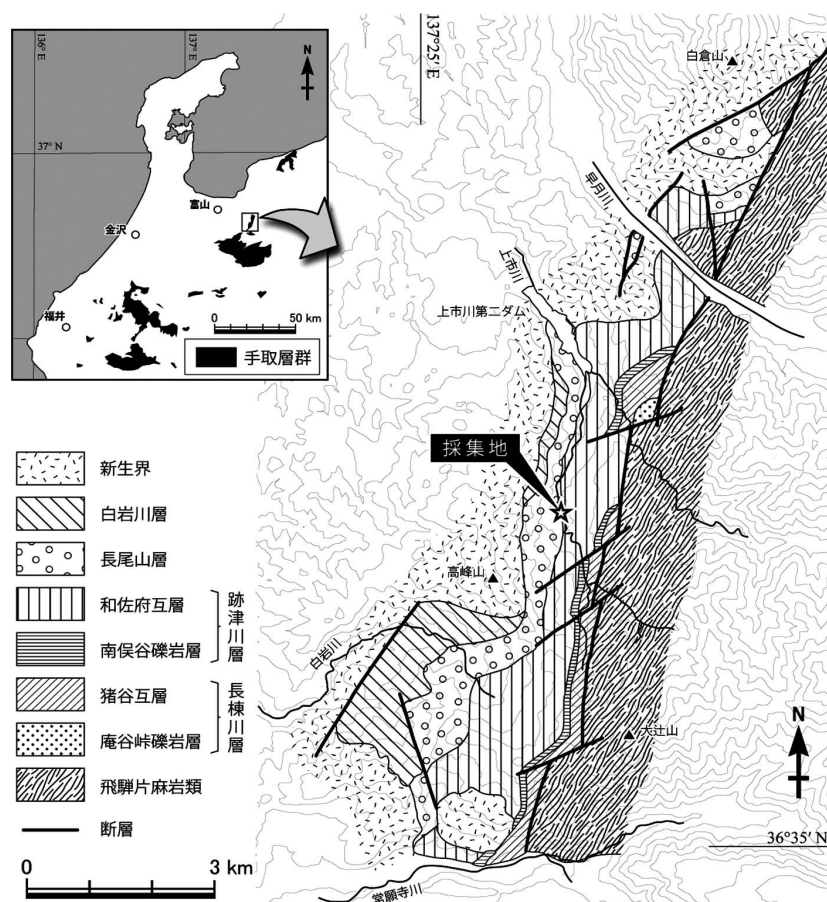 136° E
137° E
N
37° N
富山
金沢
福井
0 50 km
手取層群
137°25′ E
白倉山
早月川
上市川
上市川第二ダム
採集地
高峰山
白岩川
大辻山
N
36°35′ N
常願寺川
新生界
白岩川層
長尾山層
和佐府互層
南俣谷礫岩層
跡津川層
猪谷互層
庵谷峠礫岩層
長棟川層
飛騨片麻岩類
断層
0 3 km